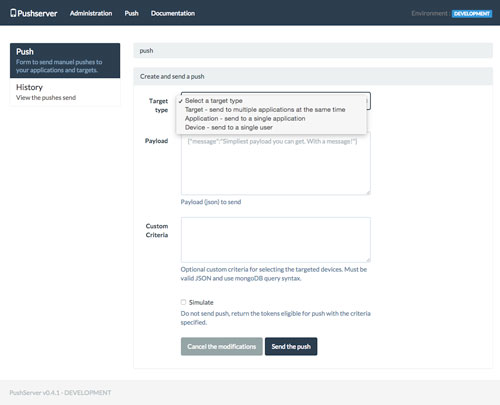 Pushserver Administration Push Documentation Environment : DEVELOPMENT
Push
Form to send manuel pushes to
your applications and targets.
History
View the pushes send
push
Create and send a push
Target
type
✓ Select a target type
Target - send to multiple applications at the same time
Application - send to a single application
Device - send to a single user
Payload
{"message":"Simpliest payload you can get. With a message!"}
Payload (json) to send
Custom
Criteria
Optional custom criteria for selecting the targeted devices. Must be
valid JSON and use mongoDB query syntax.
Simulate
Do not send push, return the tokens eligible for push with the criteria
specified.
Cancel the modifications Send the push
PushServer v0.4.1 - DEVELOPMENT